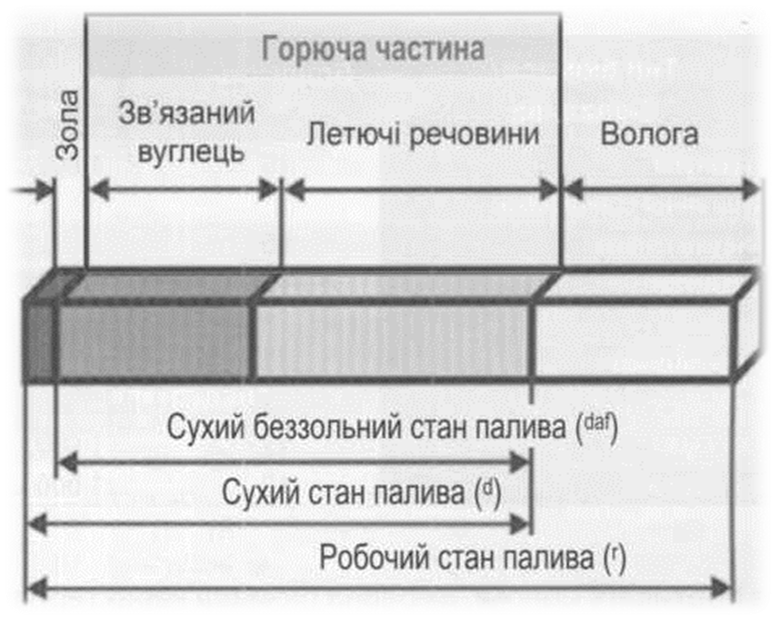 Горюча частина
Зола
Зв’язаний
вуглець
Летючі речовини
Волога
Сухий беззольний стан палива (daf)
Сухий стан палива (d)
Робочий стан палива (r)